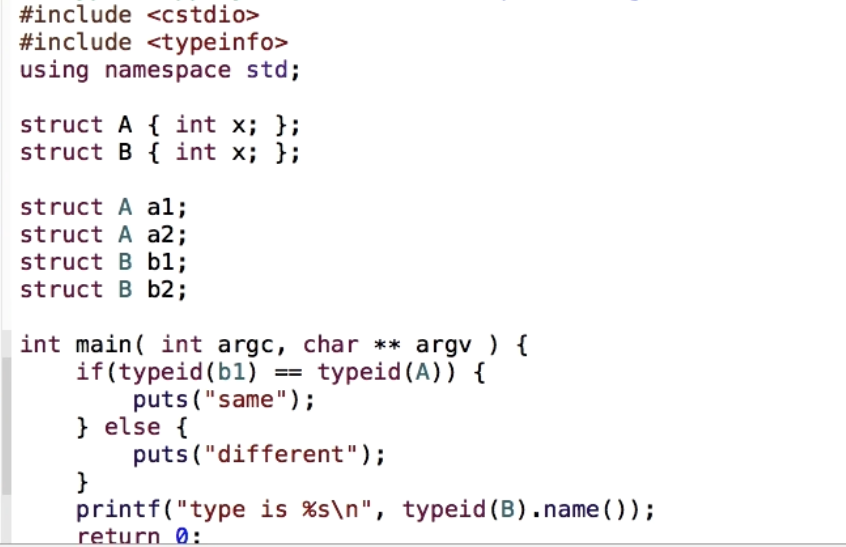 #include <cstdio>
#include <typeinfo>
using namespace std;

struct A { int x; };
struct B { int x; };

struct A a1;
struct A a2;
struct B b1;
struct B b2;

int main( int argc, char ** argv ) {
    if(typeid(b1) == typeid(A)) {
        puts("same");
    } else {
        puts("different");
    }
    printf("type is %s\n", typeid(B).name());
    return 0;